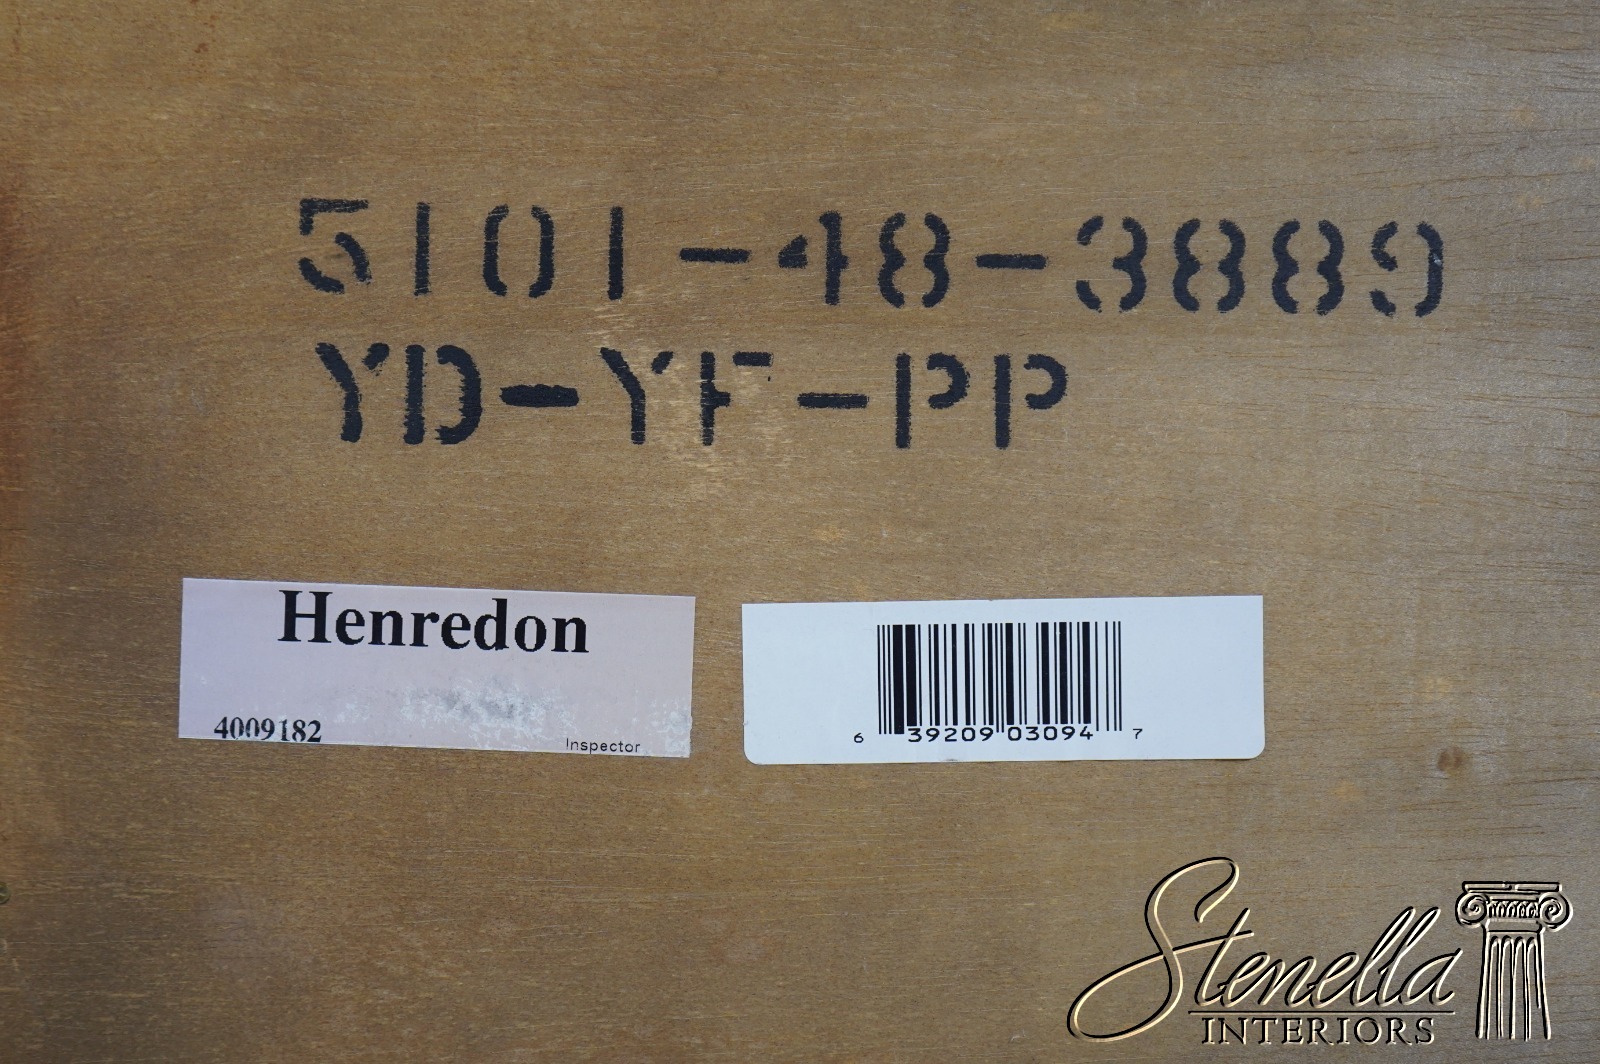 5101-48-3889
YD-YF-PP
Henredon
4009182
Inspector
6 39209 03094 7
Stenella
INTERIORS